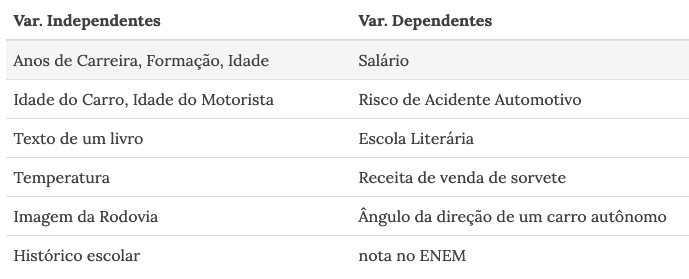 Var. Independentes Var. Dependentes
Anos de Carreira, Formação, Idade Salário
Idade do Carro, Idade do Motorista Risco de Acidente Automotivo
Texto de um livro Escola Literária
Temperatura Receita de venda de sorvete
Imagem da Rodovia Ângulo da direção de um carro autônomo
Histórico escolar nota no ENEM